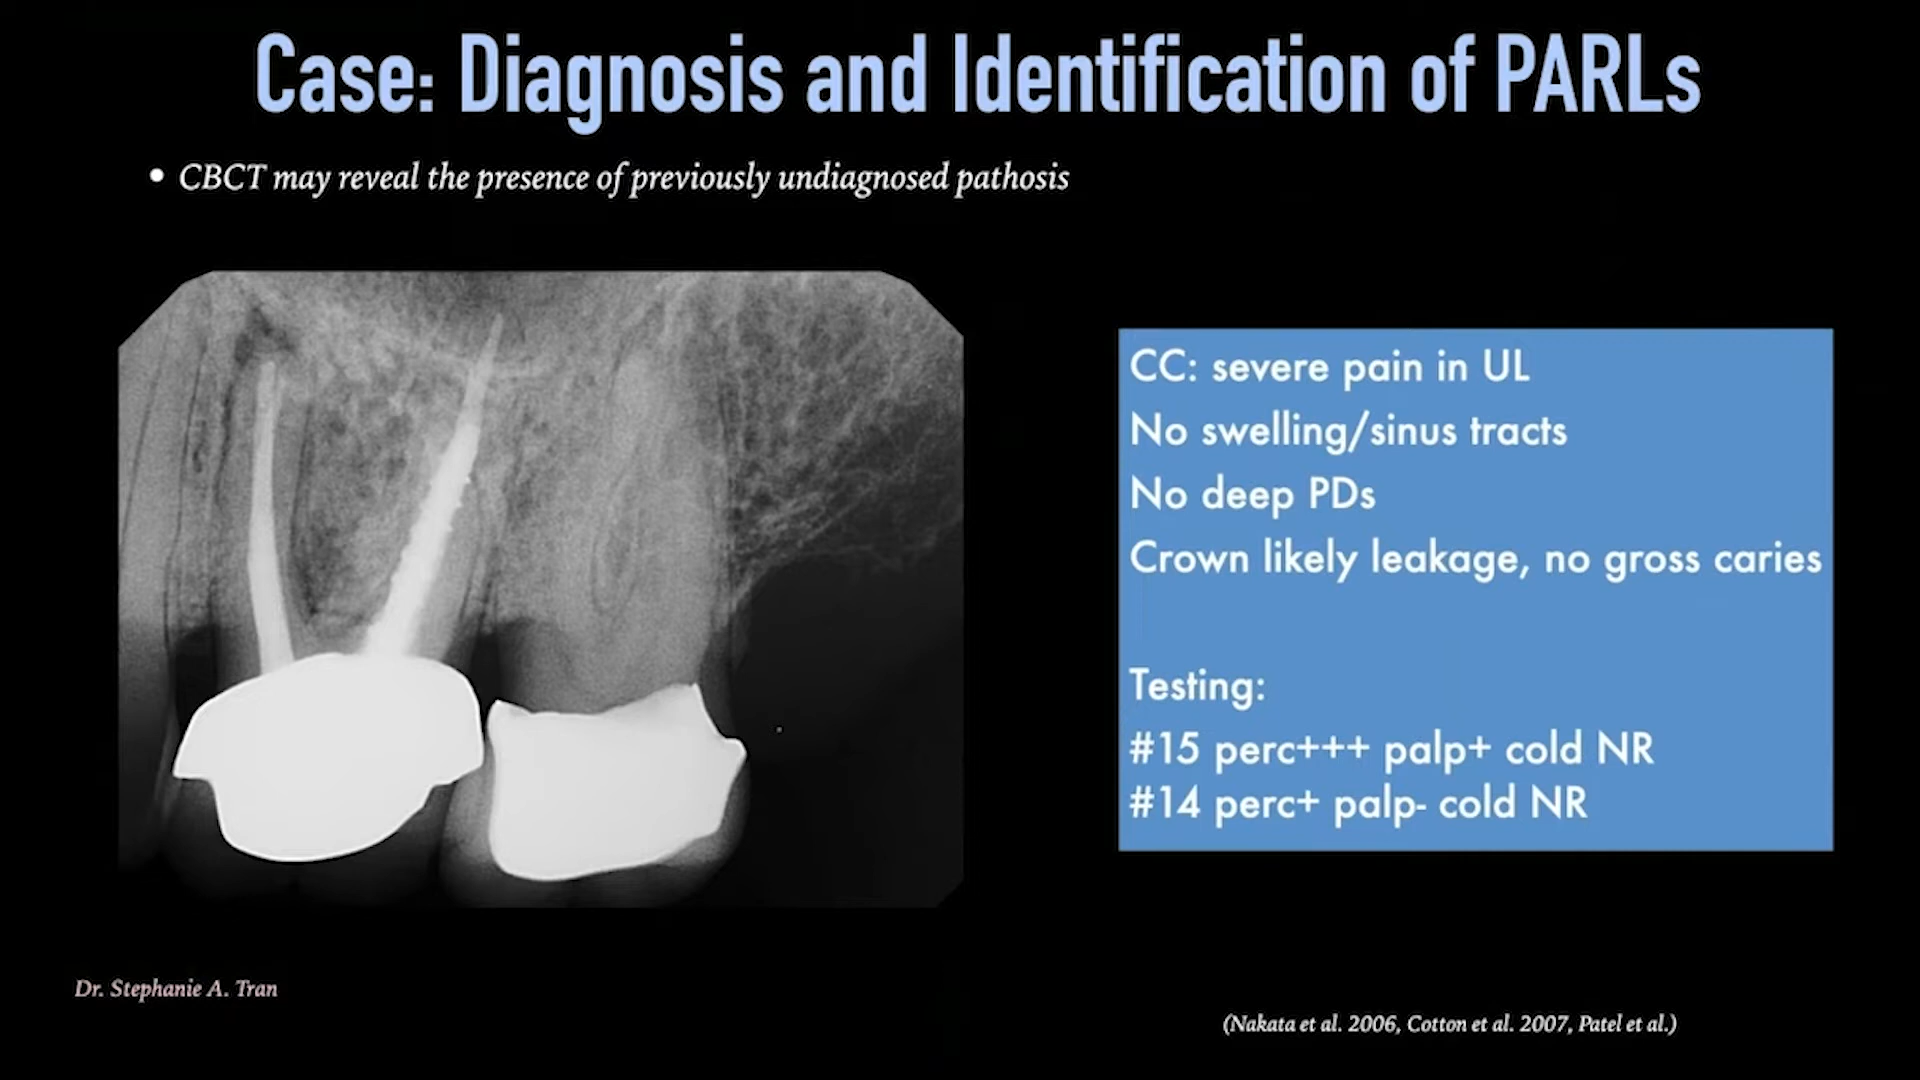 Case: Diagnosis and Identification of PARLs
• CBCT may reveal the presence of previously undiagnosed pathosis
CC: severe pain in UL
No swelling/sinus tracts
No deep PDs
Crown likely leakage, no gross caries
Testing:
#15 perc+++ palp+ cold NR
#14 perc+ palp- cold NR
Dr. Stephanie A. Tran
(Nakata et al. 2006, Cotton et al. 2007, Patel et al.)